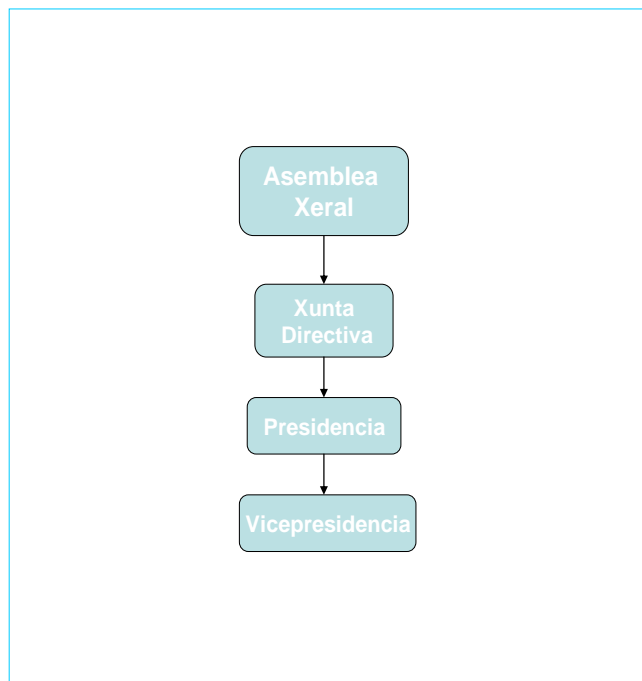 Asemblea
Xeral
Xunta
Directiva
Presidencia
Vicepresidencia